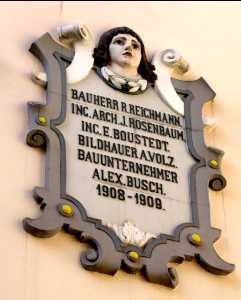 BAUHERR R. REICHMANN.
ING. ARCH. J. ROSENBAUM.
ING. E. BOUSTEDT.
BILDHAUER A. VOLZ.
BAUUNTERNEHMER
ALEX. BUSCH.
1908-1909.